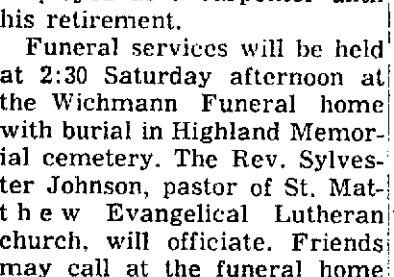 his retirement.
Funeral services will be held
at 2:30 Saturday afternoon at
the Wichmann Funeral home
with burial in Highland Memor-
ial cemetery. The Rev. Sylves-
ter Johnson, pastor of St. Mat-
thew Evangelical Lutheran
church, will officiate. Friends
may call at the funeral home